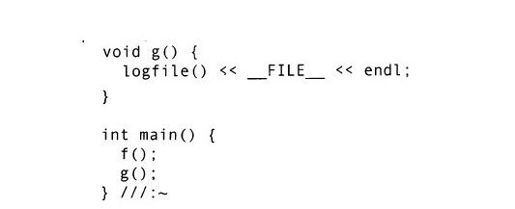 void g() {
  logfile() << __FILE__ << endl;
}
int main() {
  f();
  g();
} ///:~